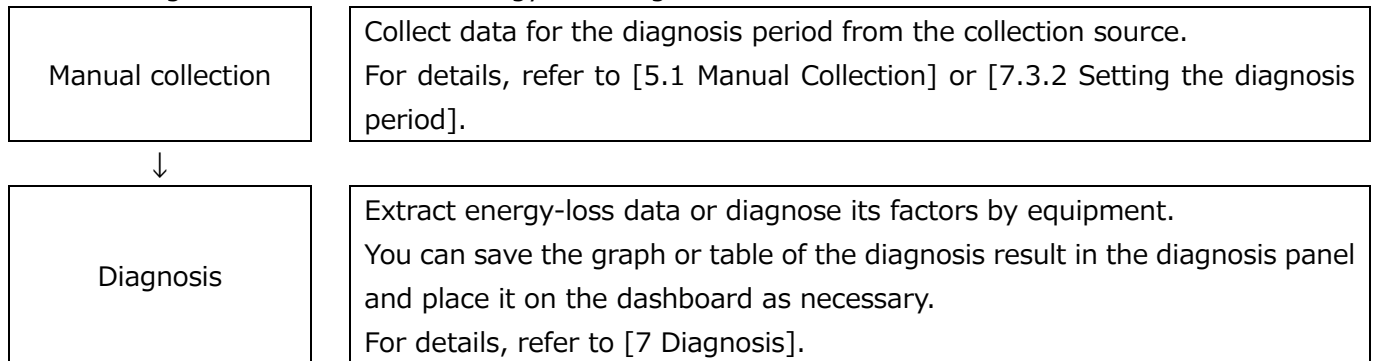 Manual collection
Collect data for the diagnosis period from the collection source.
For details, refer to [5.1 Manual Collection] or [7.3.2 Setting the diagnosis
period].
↓
Diagnosis
Extract energy-loss data or diagnose its factors by equipment.
You can save the graph or table of the diagnosis result in the diagnosis panel
and place it on the dashboard as necessary.
For details, refer to [7 Diagnosis].